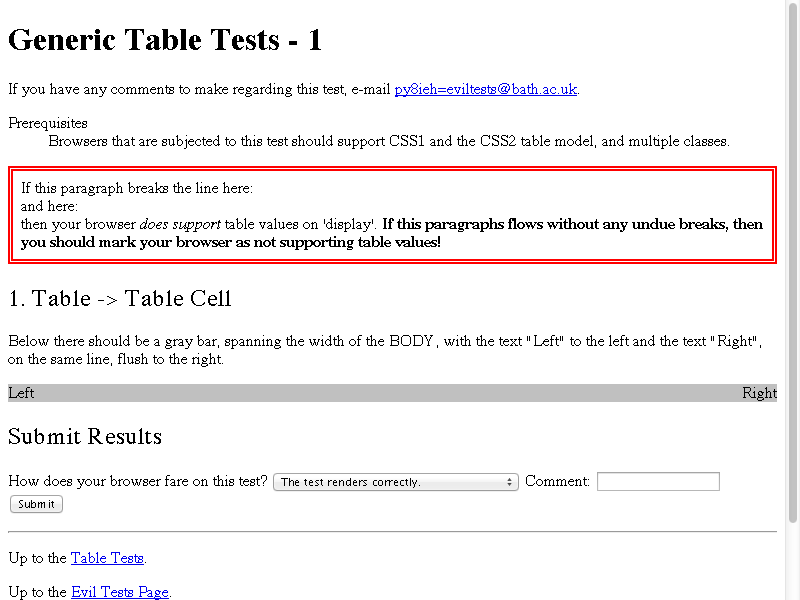 Generic Table Tests - 1
If you have any comments to make regarding this test, e-mail py8ieh=eviltests@bath.ac.uk.
Prerequisites
Browsers that are subjected to this test should support CSS1 and the CSS2 table model, and multiple classes.
If this paragraph breaks the line here:
and here:
then your browser does support table values on 'display'. If this paragraphs flows without any undue breaks, then
you should mark your browser as not supporting table values!
1. Table -> Table Cell
Below there should be a gray bar, spanning the width of the BODY, with the text "Left" to the left and the text "Right",
on the same line, flush to the right.
Left Right
Submit Results
How does your browser fare on this test? The test renders correctly. Comment:
Submit
Up to the Table Tests.
Up to the Evil Tests Page.